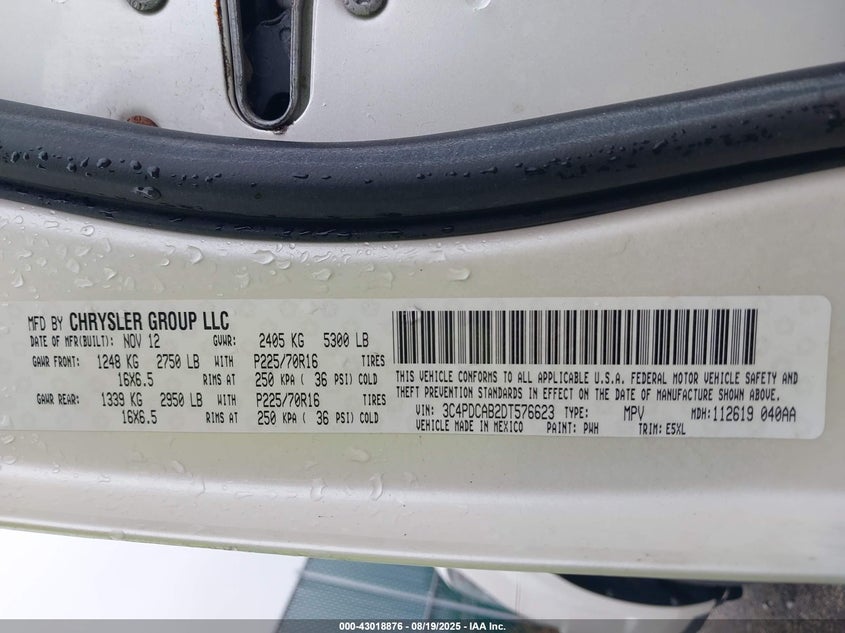 MFD BY CHRYSLER GROUP LLC
DATE OF MFR(BUILT): NOV 12 GVWR: 2405 KG 5300 LB
GAWR FRONT: 1248 KG 2750 LB WITH P225/70R16 TIRES
16X6.5 RIMS AT 250 KPA ( 36 PSI) COLD
GAWR REAR: 1339 KG 2950 LB WITH P225/70R16 TIRES
16X6.5 RIMS AT 250 KPA ( 36 PSI) COLD
THIS VEHICLE CONFORMS TO ALL APPLICABLE U.S.A. FEDERAL MOTOR VEHICLE SAFETY AND
THEFT PREVENTION STANDARDS IN EFFECT ON THE DATE OF MANUFACTURE SHOWN ABOVE.
VIN: 3C4PDCAB2DT576623 TYPE: MPV MDH: 112619 040AA
VEHICLE MADE IN MEXICO PAINT: PWH TRIM: E5XL
000-43018876 - 08/19/2025 - IAA Inc.